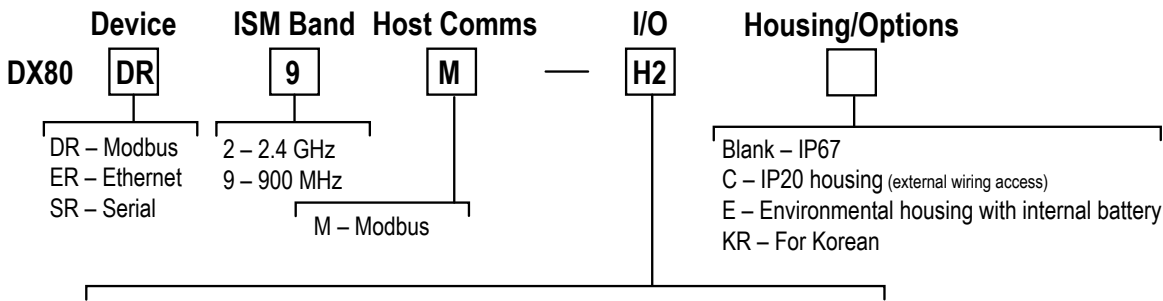 Device ISM Band Host Comms I/O Housing/Options
DX80 DR 9 M — H2
DR – Modbus
ER – Ethernet
SR – Serial
2 – 2.4 GHz
9 – 900 MHz
M – Modbus
Blank – IP67
C – IP20 housing (external wiring access)
E – Environmental housing with internal battery
KR – For Korean